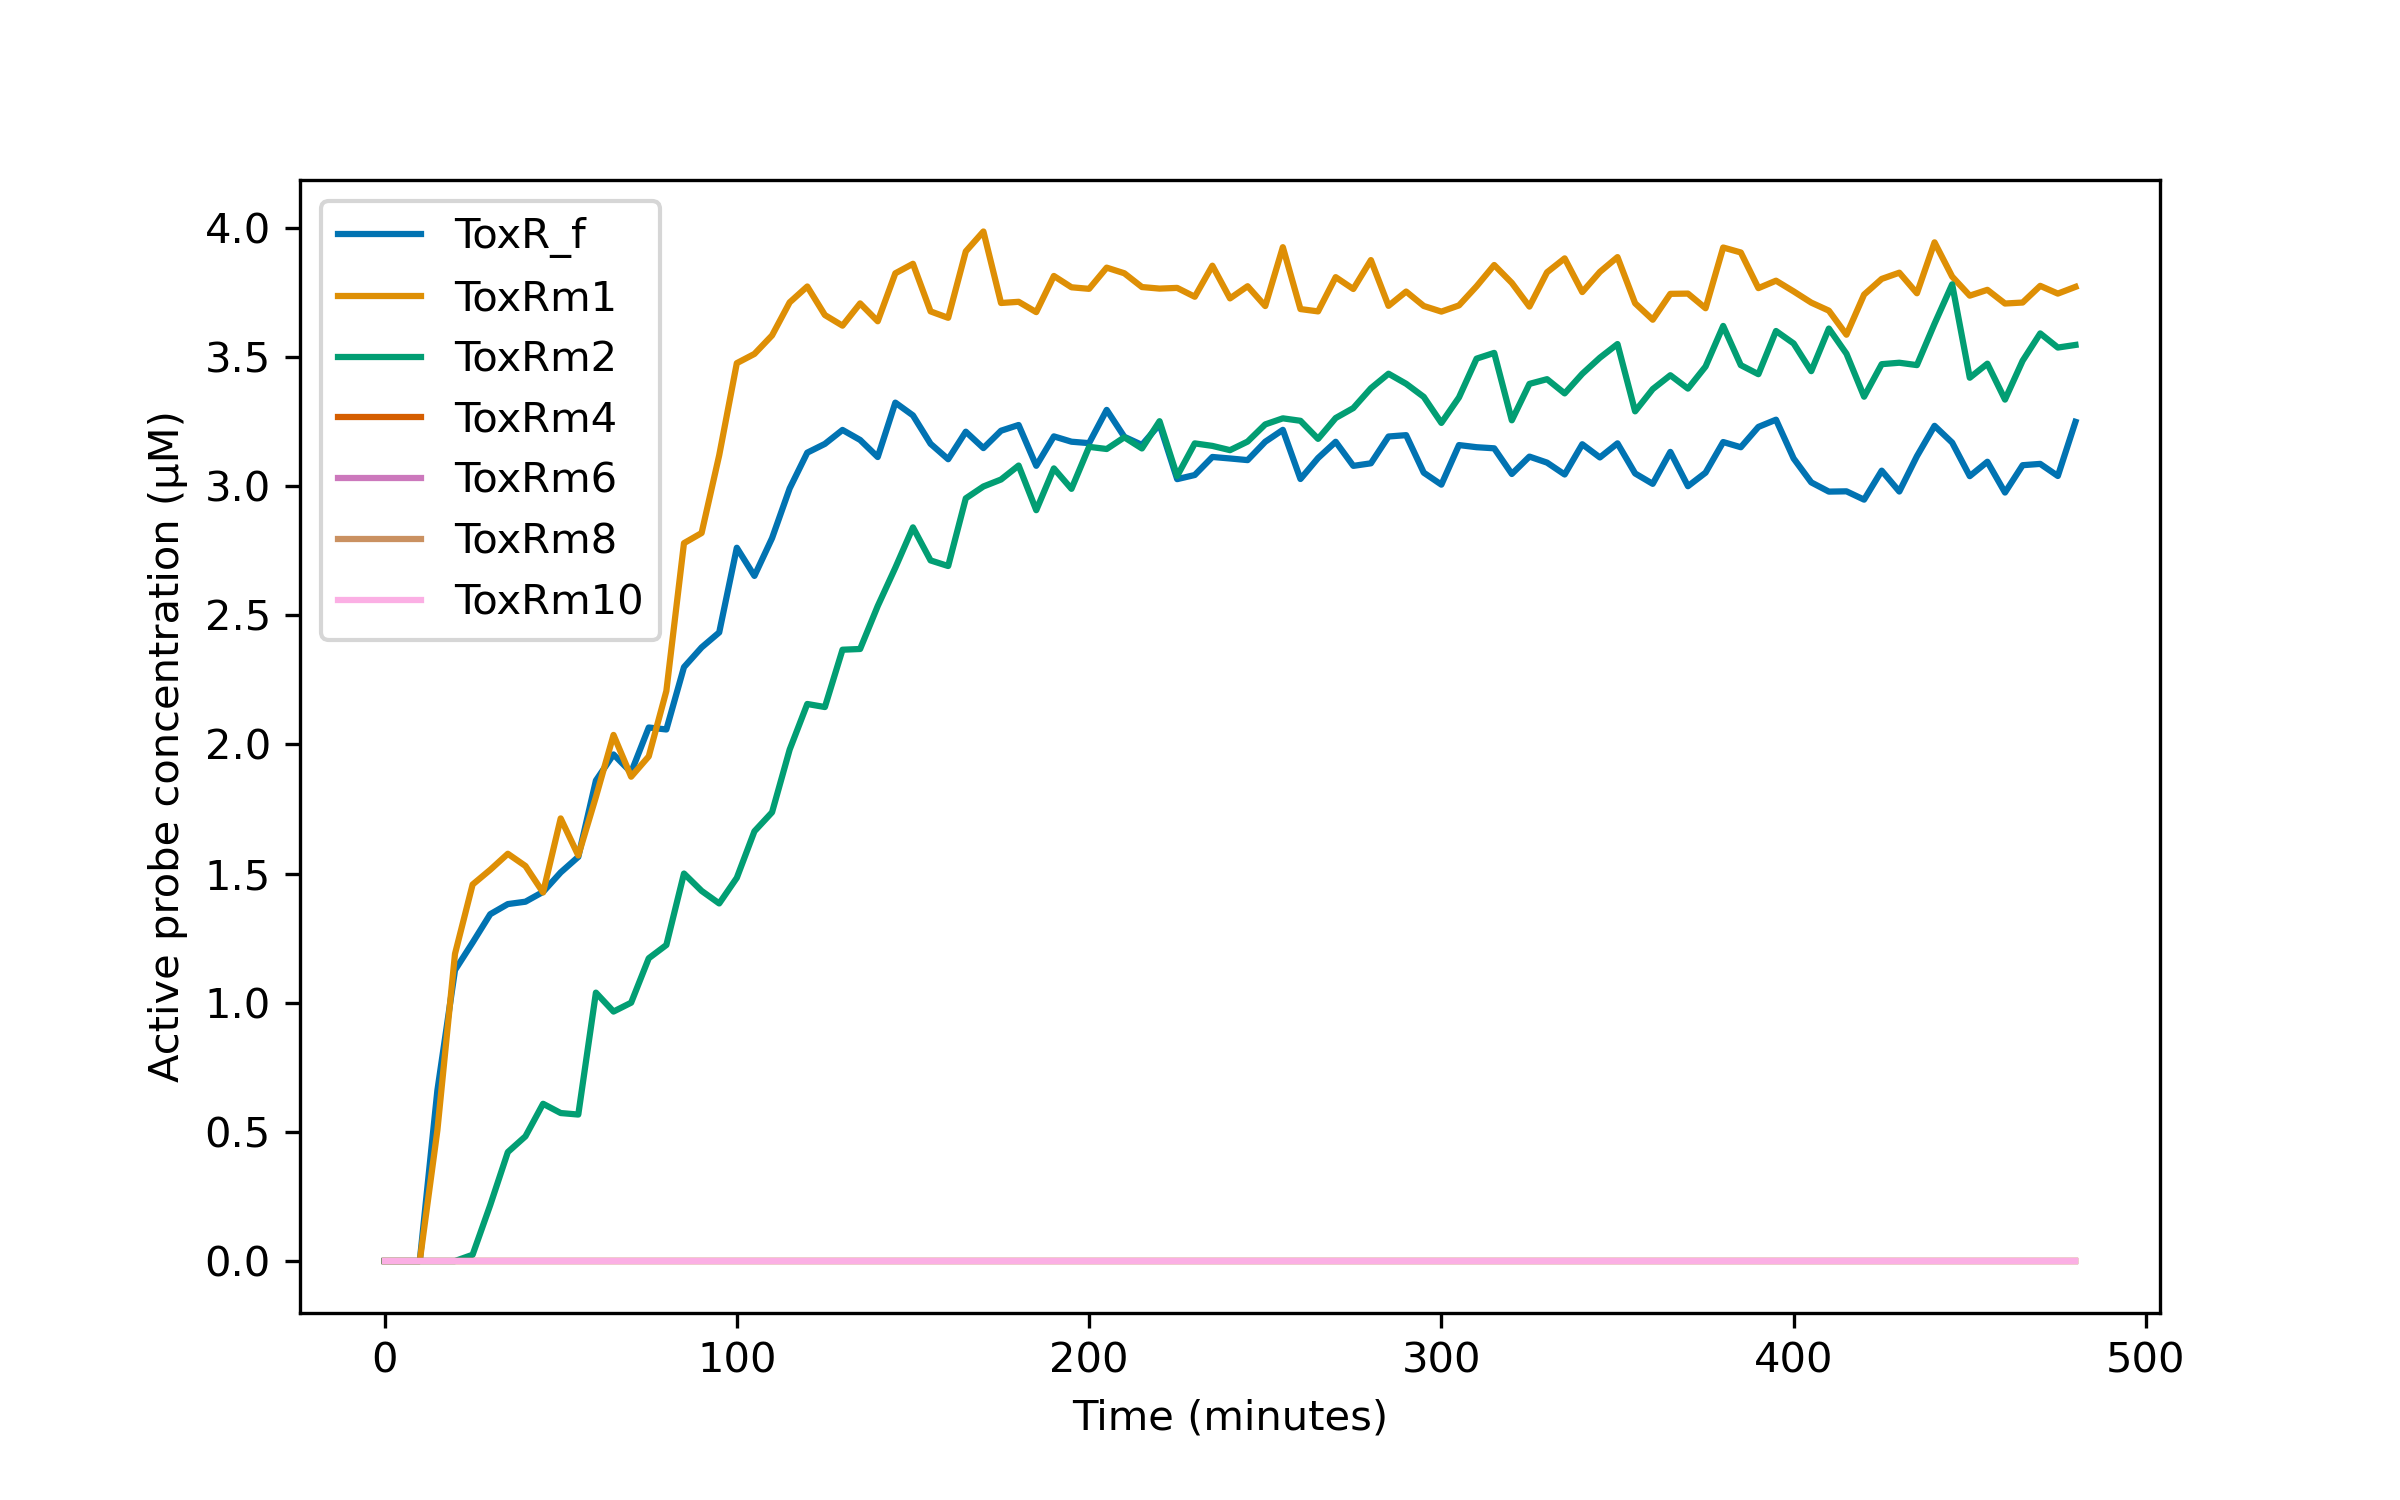 ToxR_f
ToxRm1
ToxRm2
ToxRm4
ToxRm6
ToxRm8
ToxRm10
4.0
3.5
3.0
2.5
2.0
1.5
1.0
0.5
0.0
Active probe concentration (μM)
0 100 200 300 400 500
Time (minutes)